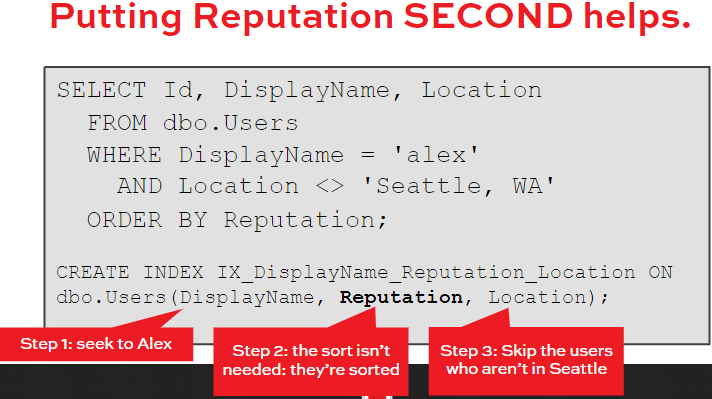 Putting Reputation SECOND helps.
SELECT Id, DisplayName, Location
FROM dbo.Users
WHERE DisplayName = 'alex'
AND Location <> 'Seattle, WA'
ORDER BY Reputation;
CREATE INDEX IX_DisplayName_Reputation_Location ON
dbo.Users(DisplayName, Reputation, Location);
Step 1: seek to Alex
Step 2: the sort isn't
needed: they're sorted
Step 3: Skip the users
who aren't in Seattle